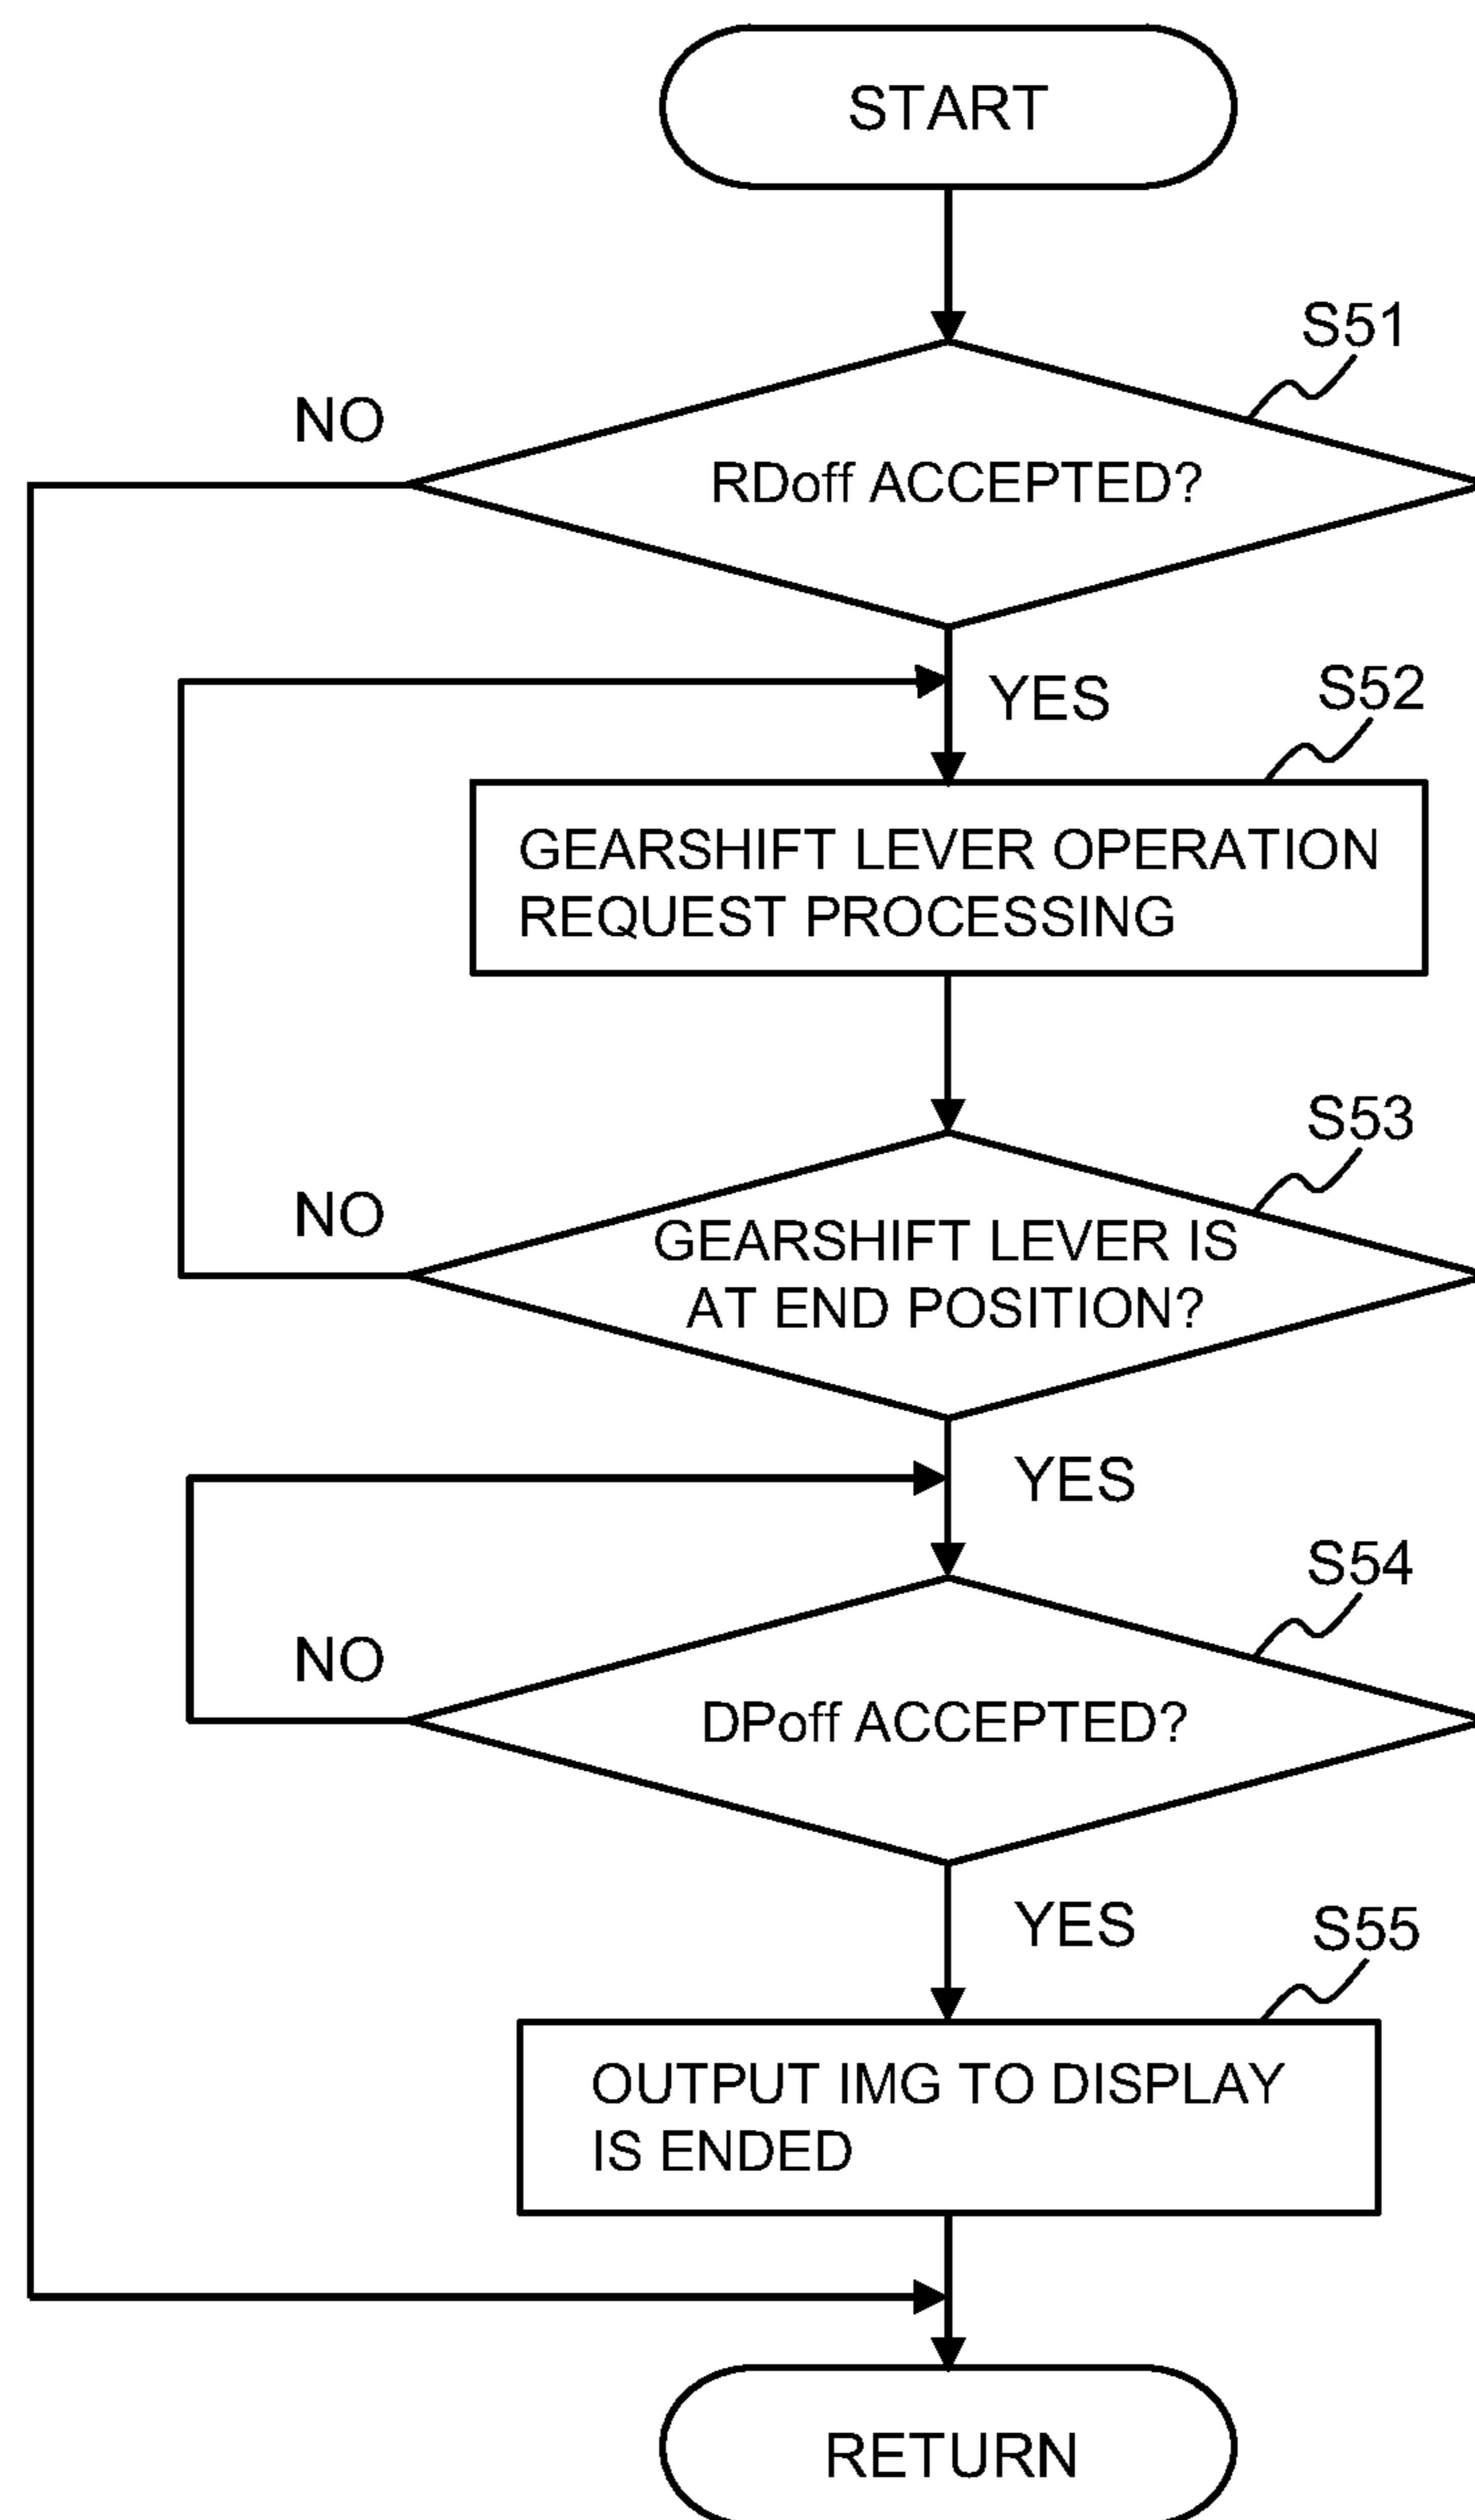 START
S51
NO
RDoff ACCEPTED?
YES
S52
GEARSHIFT LEVER OPERATION
REQUEST PROCESSING
S53
NO
GEARSHIFT LEVER IS
AT END POSITION?
YES
S54
NO
DPoff ACCEPTED?
YES
S55
OUTPUT IMG TO DISPLAY
IS ENDED
RETURN